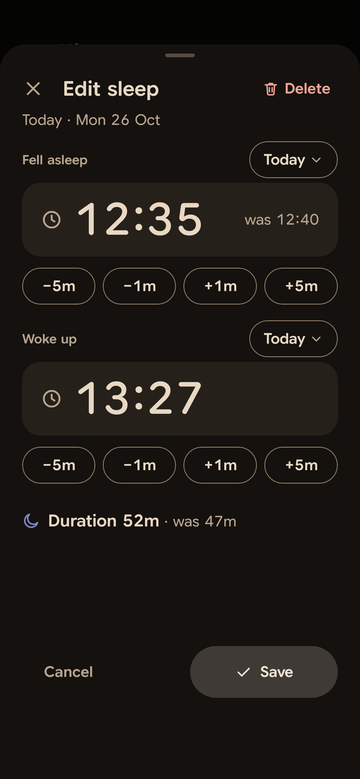 Edit sleep
Delete
Today · Mon 26 Oct
Fell asleep
Today
12:35
was 12:40
−5m
−1m
+1m
+5m
Woke up
Today
13:27
−5m
−1m
+1m
+5m
Duration 52m · was 47m
Cancel
Save